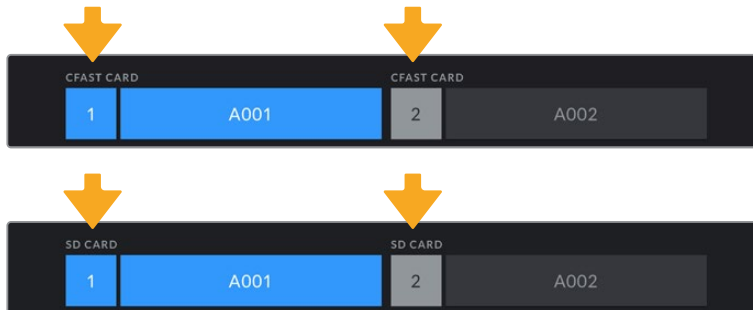 CFAST CARD CFAST CARD
1 A001 2 A002
SD CARD SD CARD
1 A001 2 A002